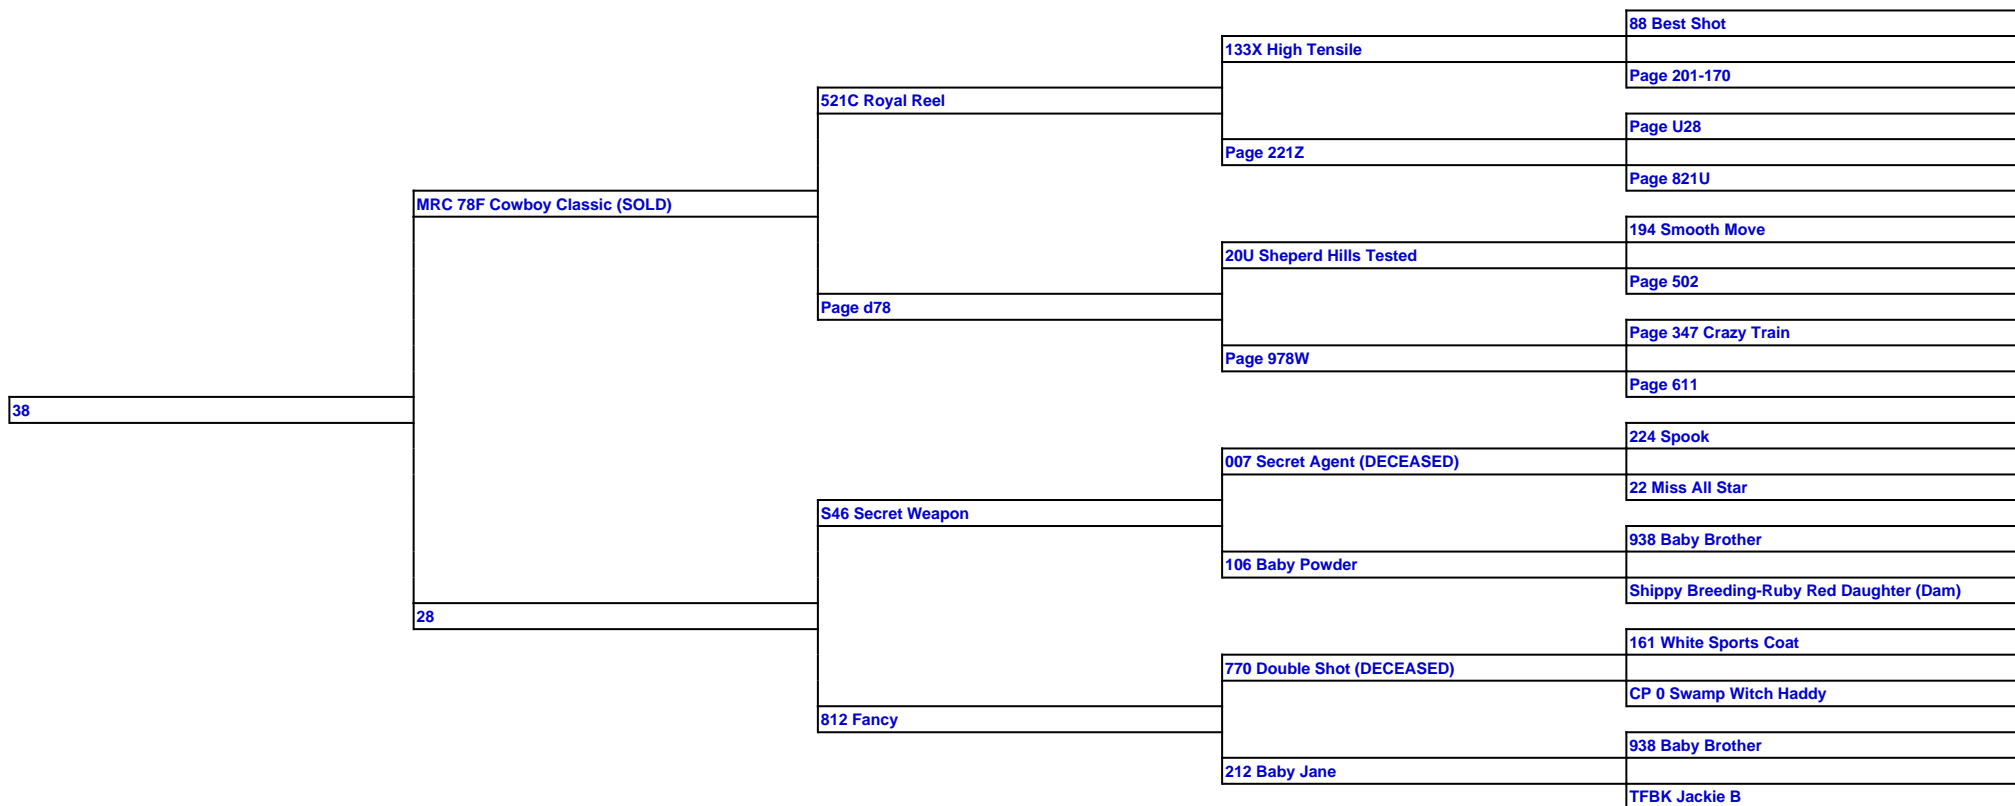 88 Best Shot
133X High Tensile
Page 201-170
521C Royal Reel
Page U28
Page 221Z
Page 821U
MRC 78F Cowboy Classic (SOLD)
194 Smooth Move
20U Sheperd Hills Tested
Page 502
Page d78
Page 347 Crazy Train
Page 978W
Page 611
38
224 Spook
007 Secret Agent (DECEASED)
22 Miss All Star
S46 Secret Weapon
938 Baby Brother
106 Baby Powder
Shippy Breeding-Ruby Red Daughter (Dam)
28
161 White Sports Coat
770 Double Shot (DECEASED)
CP 0 Swamp Witch Haddy
812 Fancy
938 Baby Brother
212 Baby Jane
TFBK Jackie B